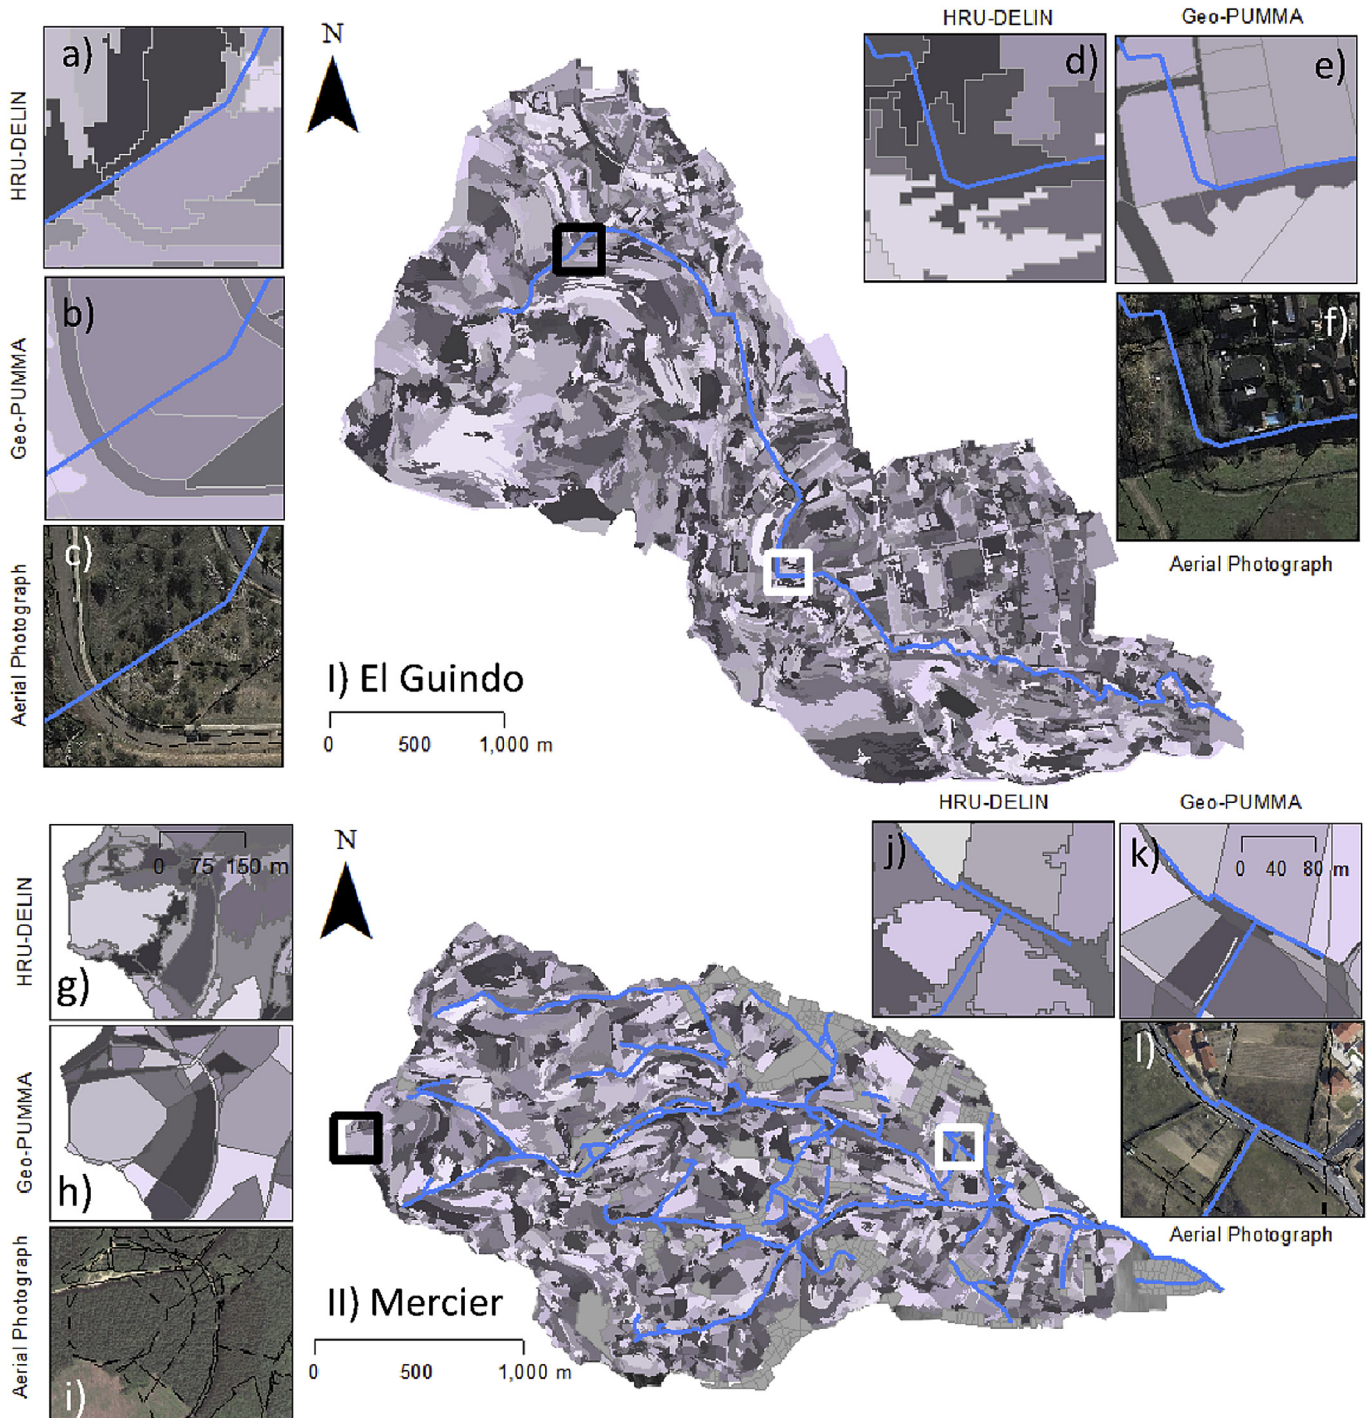 HRU-DELIN
Geo-PUMMA
a)
N
d)
e)
HRU-DELIN
b)
Geo-PUMMA
f)
c)
Aerial Photograph
Aerial Photograph
I) El Guindo
0 500 1,000 m
HRU-DELIN
Geo-PUMMA
N
j)
k)
0 40 80 m
0 75 150 m
HRU-DELIN
g)
l)
Geo-PUMMA
h)
Aerial Photograph
Aerial Photograph
i)
II) Mercier
0 500 1,000 m